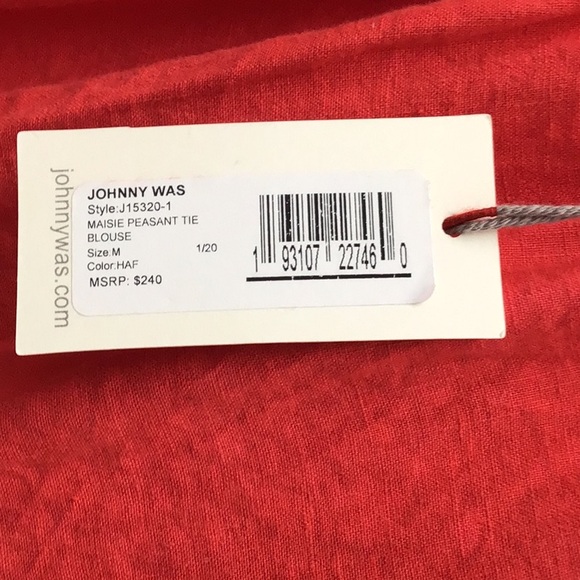 johnnywas.com
JOHNNY WAS
Style:J15320-1
MAISIE PEASANT TIE
BLOUSE
Size:M 1/20
Color:HAF
MSRP: $240
1 93107 22746 0